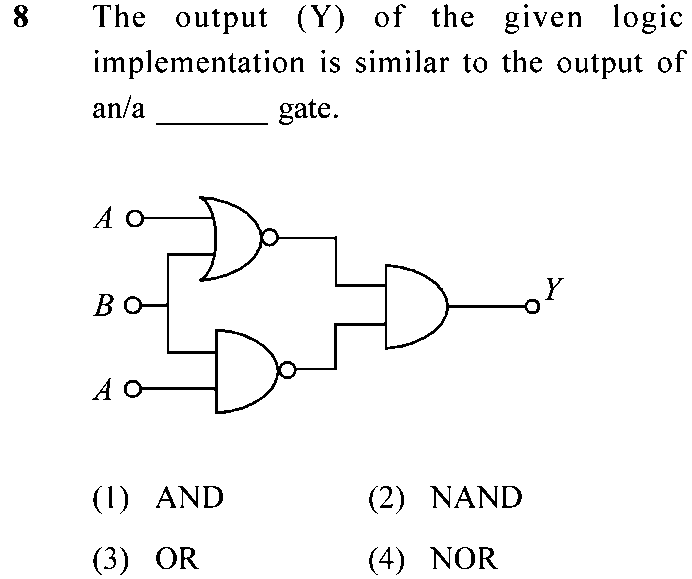 8 The output (Y) of the given logic
implementation is similar to the output of
an/a _______ gate.
A
B
A
Y
(1) AND (2) NAND
(3) OR (4) NOR